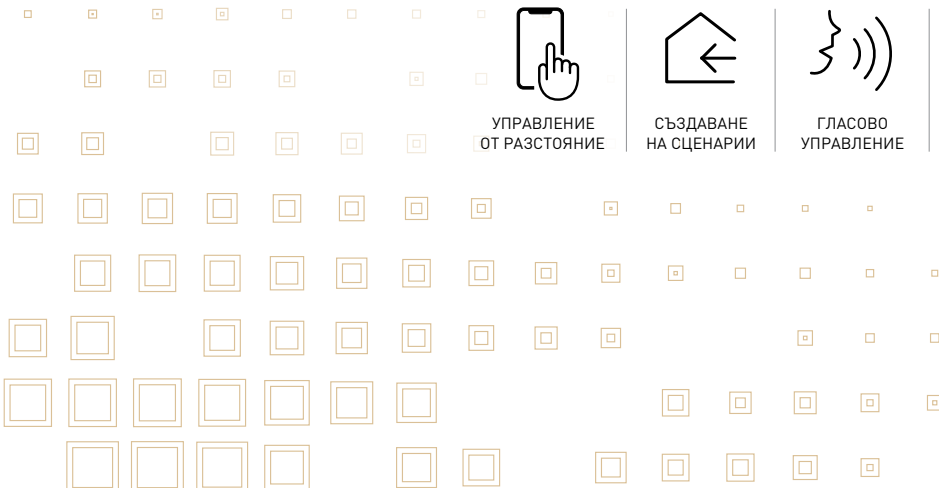 УПРАВЛЕНИЕ
ОТ РАЗСТОЯНИЕ
СЪЗДАВАНЕ
НА СЦЕНАРИИ
ГЛАСОВО
УПРАВЛЕНИЕ